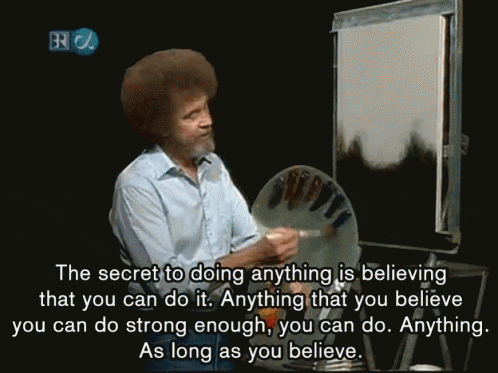 BR α
The secret to doing anything is believing
that you can do it. Anything that you believe
you can do strong enough, you can do. Anything.
As long as you believe.